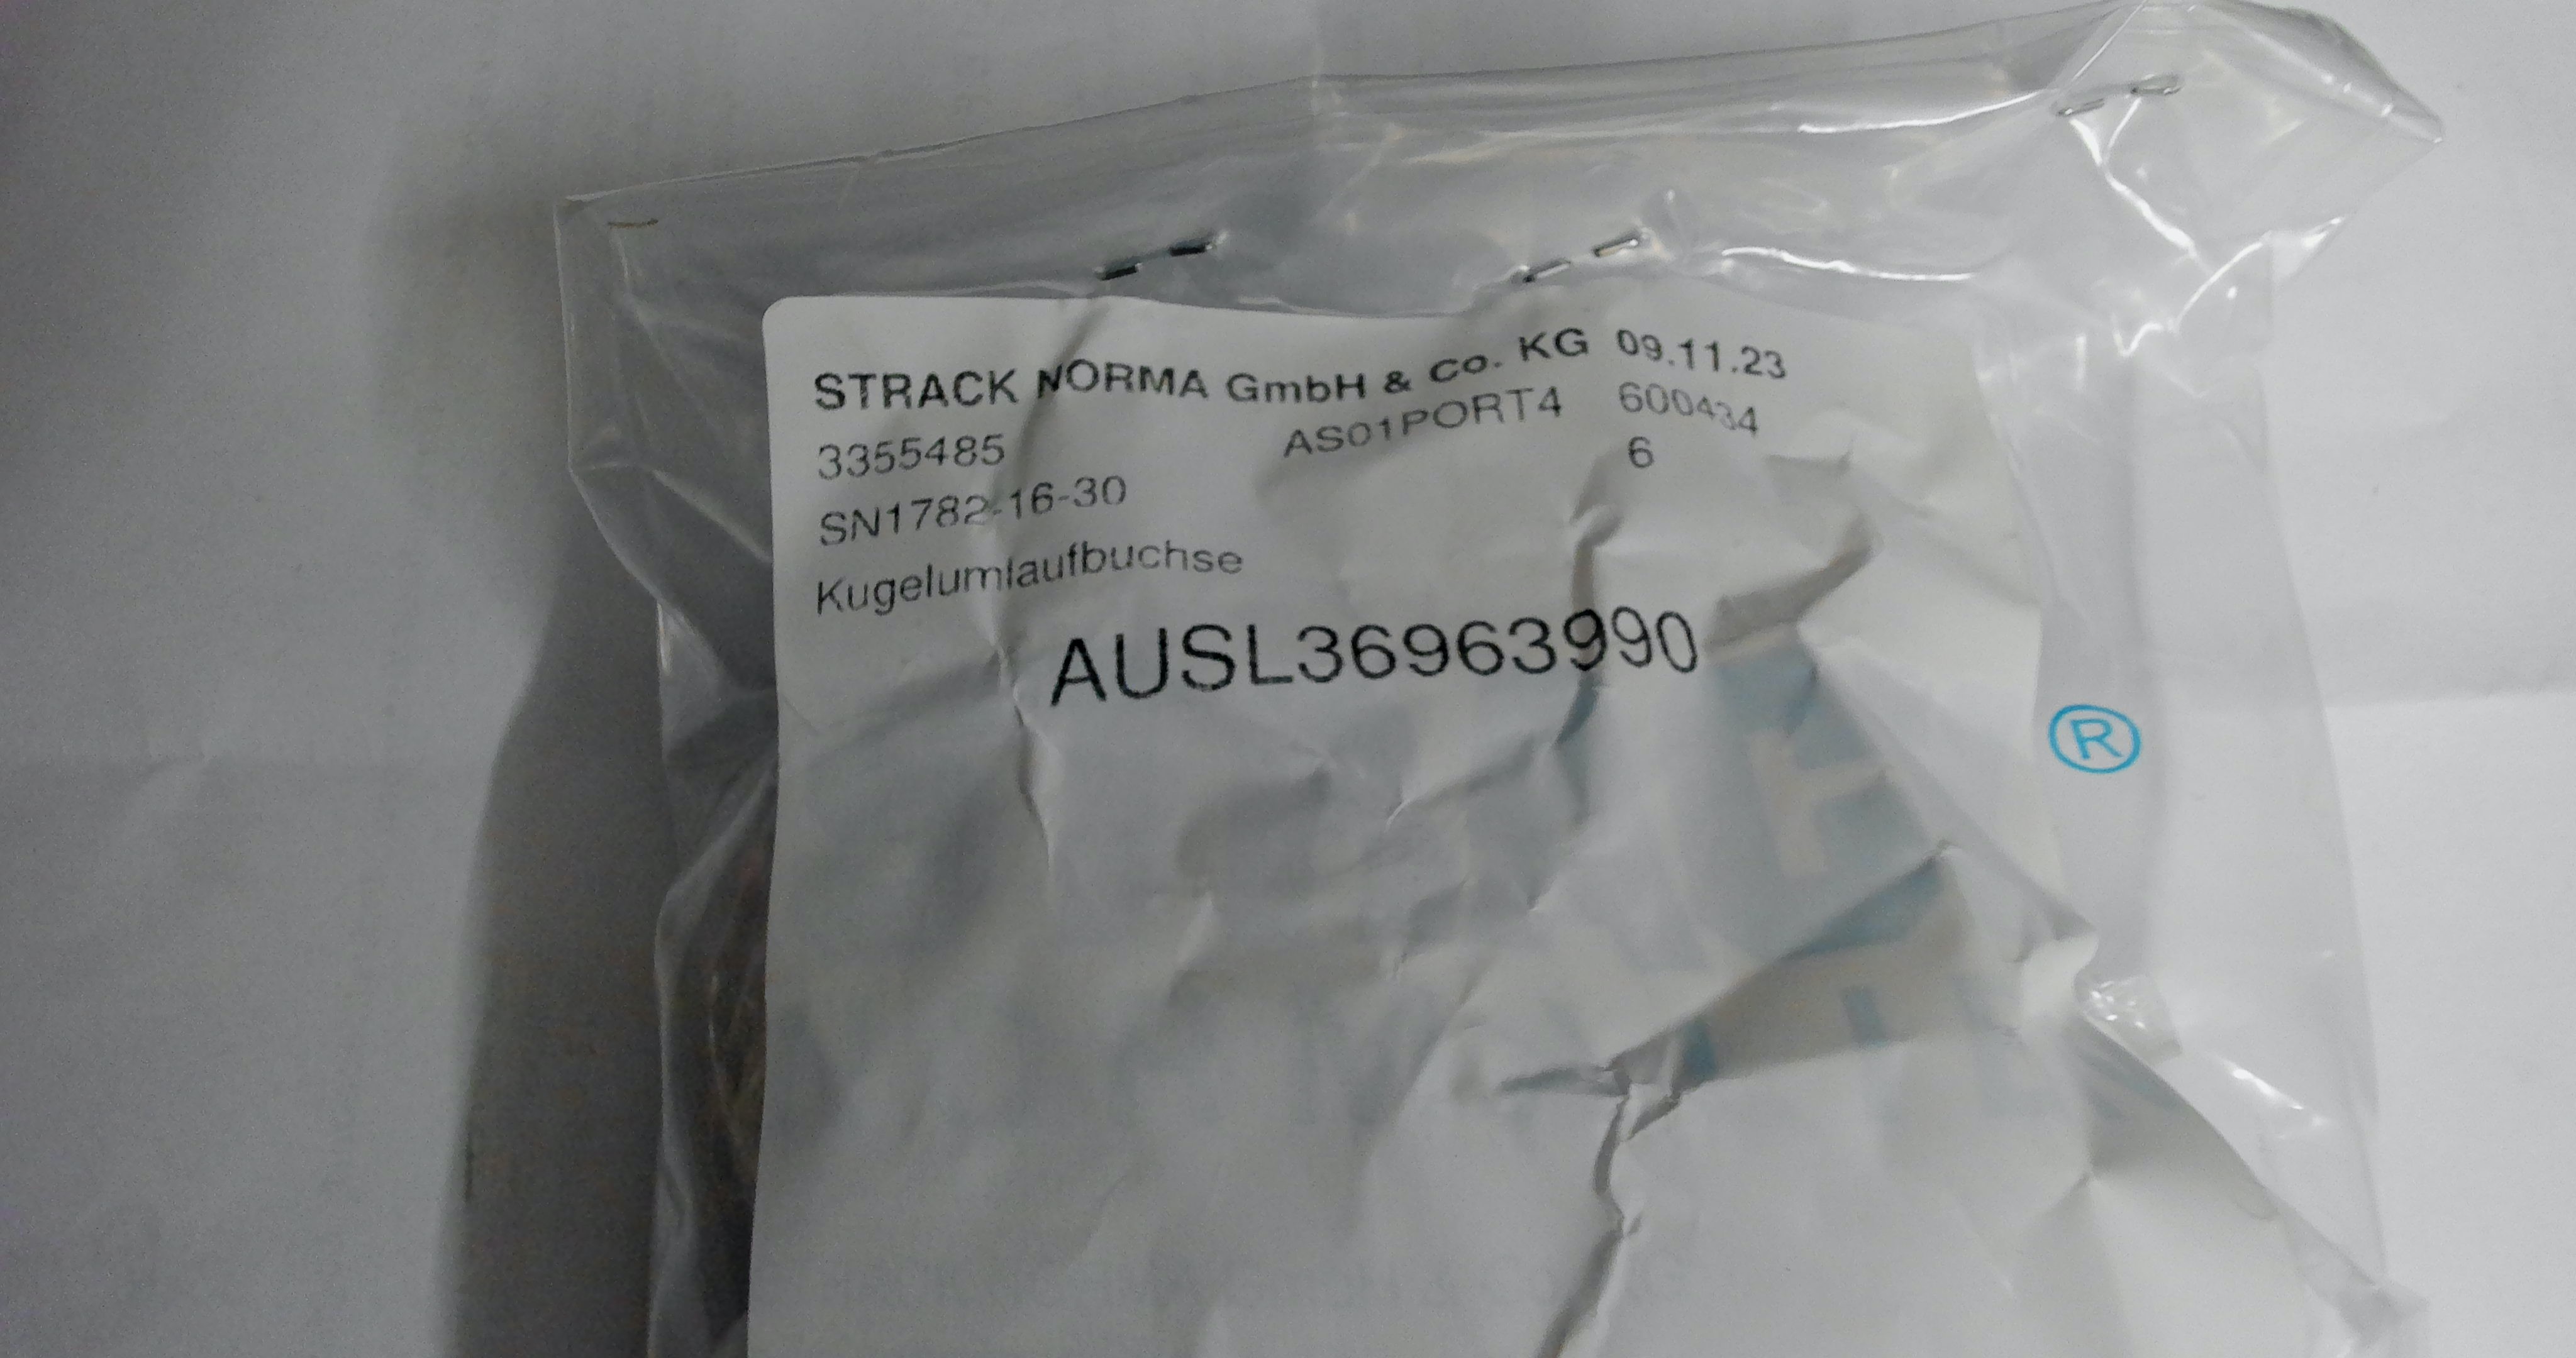 STRACK NORMA GmbH & Co. KG 09.11.23
3355485 AS01PORT4 600434
SN1782-16-30 6
Kugelumlaufbuchse
AUSL36963990
®